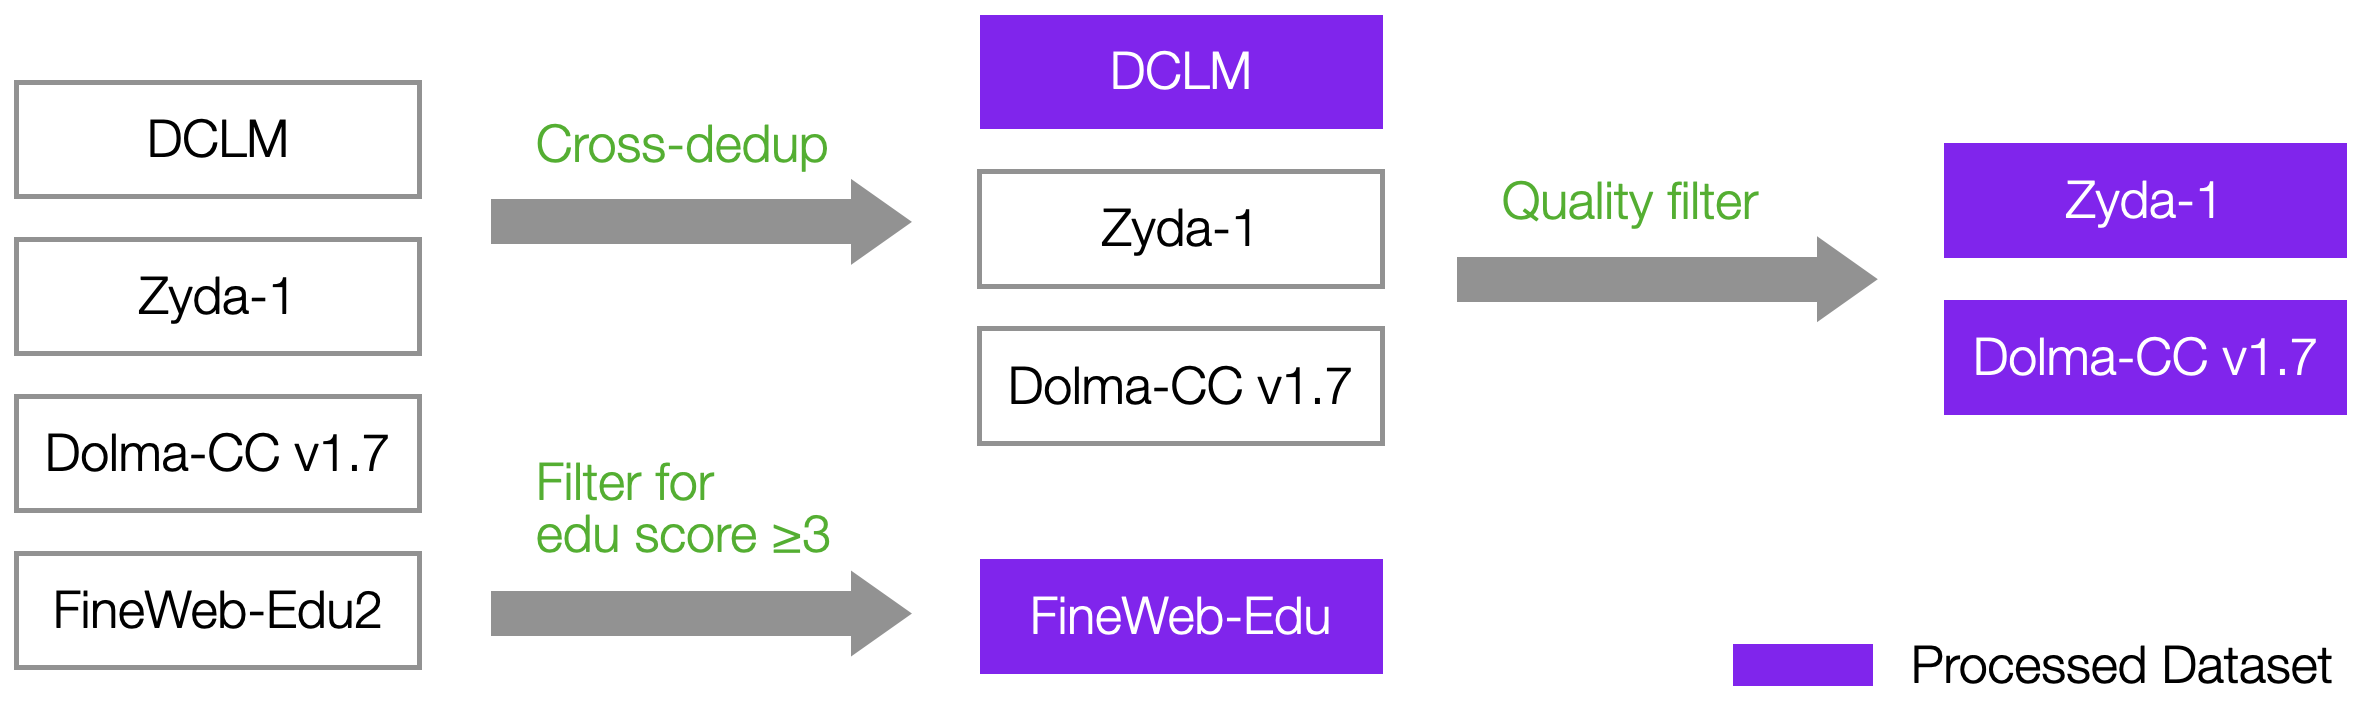 DCLM
Zyda-1
Dolma-CC v1.7
FineWeb-Edu2
Cross-dedup
Filter for
edu score ≥3
DCLM
Zyda-1
Dolma-CC v1.7
FineWeb-Edu
Quality filter
Zyda-1
Dolma-CC v1.7
Processed Dataset